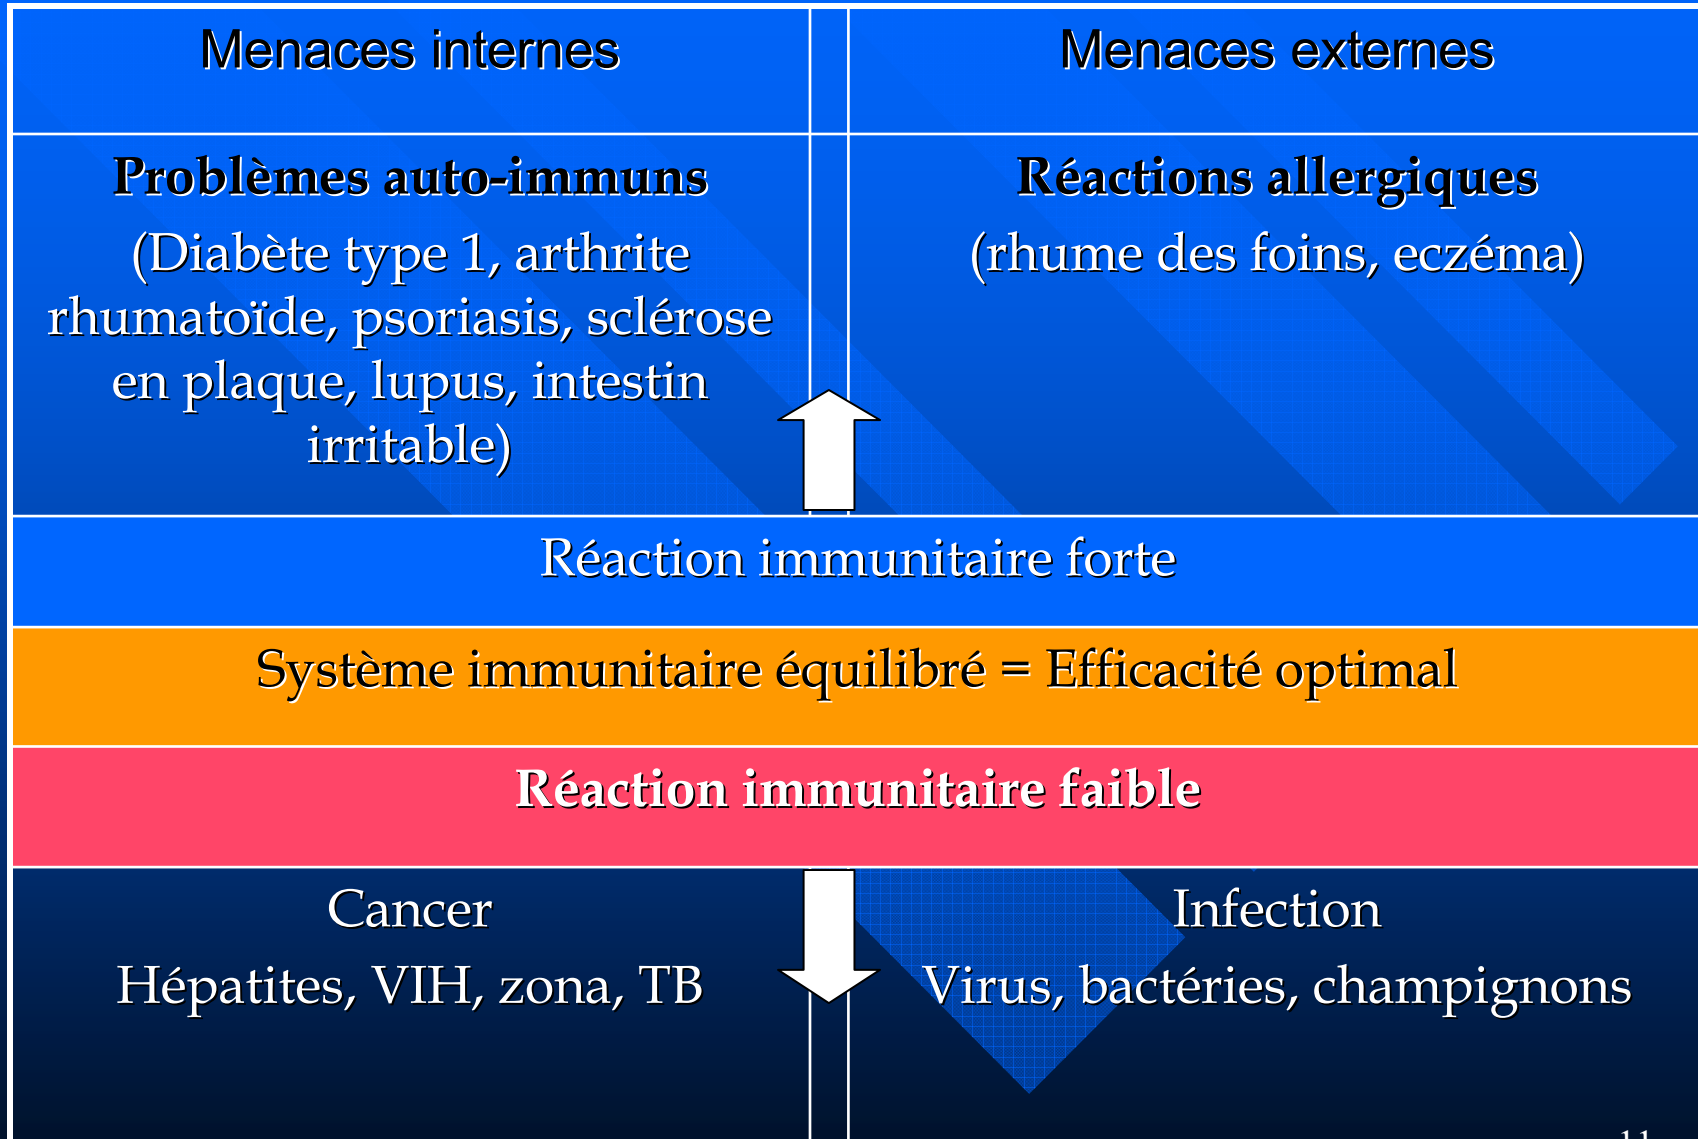 Menaces internes
Menaces externes
Problèmes auto-immuns
(Diabète type 1, arthrite
rhumatoïde, psoriasis, sclérose
en plaque, lupus, intestin
irritable)
Réactions allergiques
(rhume des foins, eczéma)
Réaction immunitaire forte
Système immunitaire équilibré = Efficacité optimal
Réaction immunitaire faible
Cancer
Hépatites, VIH, zona, TB
Infection
Virus, bactéries, champignons